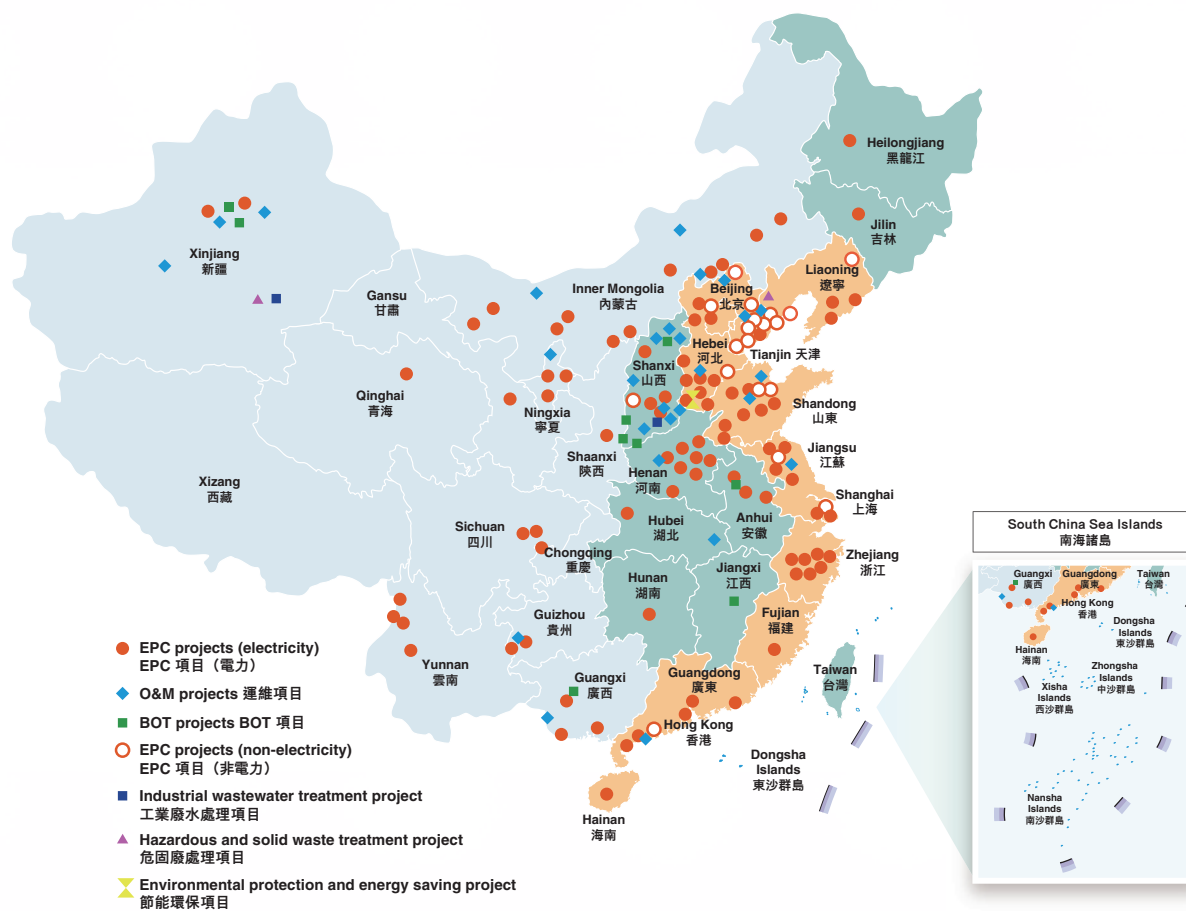 Heilongjiang
黑龍江
Jilin
吉林
Liaoning
遼寧
Xinjiang
新疆
Gansu
甘肅
Inner Mongolia
內蒙古
Beijing
北京
Hebei
河北
Tianjin 天津
Shanxi
山西
Qinghai
青海
Ningxia
寧夏
Shandong
山東
Shaanxi
陝西
Henan
河南
Jiangsu
江蘇
Xizang
西藏
Shanghai
上海
Anhui
安徽
Hubei
湖北
Sichuan
四川
Chongqing
重慶
Zhejiang
浙江
Hunan
湖南
Jiangxi
江西
Guizhou
貴州
Fujian
福建
Yunnan
雲南
Guangxi
廣西
Guangdong
廣東
Taiwan
台灣
Hong Kong
香港
Dongsha
Islands
東沙群島
Hainan
海南
EPC projects (electricity)
EPC 項目（電力）
O&M projects 運維項目
BOT projects BOT 項目
EPC projects (non-electricity)
EPC 項目（非電力）
Industrial wastewater treatment project
工業廢水處理項目
Hazardous and solid waste treatment project
危固廢處理項目
Environmental protection and energy saving project
節能環保項目
South China Sea Islands
南海諸島
Guangxi
廣西
Guangdong
廣東
Taiwan
台灣
Hong Kong
香港
Dongsha
Islands
東沙群島
Hainan
海南
Zhongsha
Islands
中沙群島
Xisha
Islands
西沙群島
Nansha
Islands
南沙群島